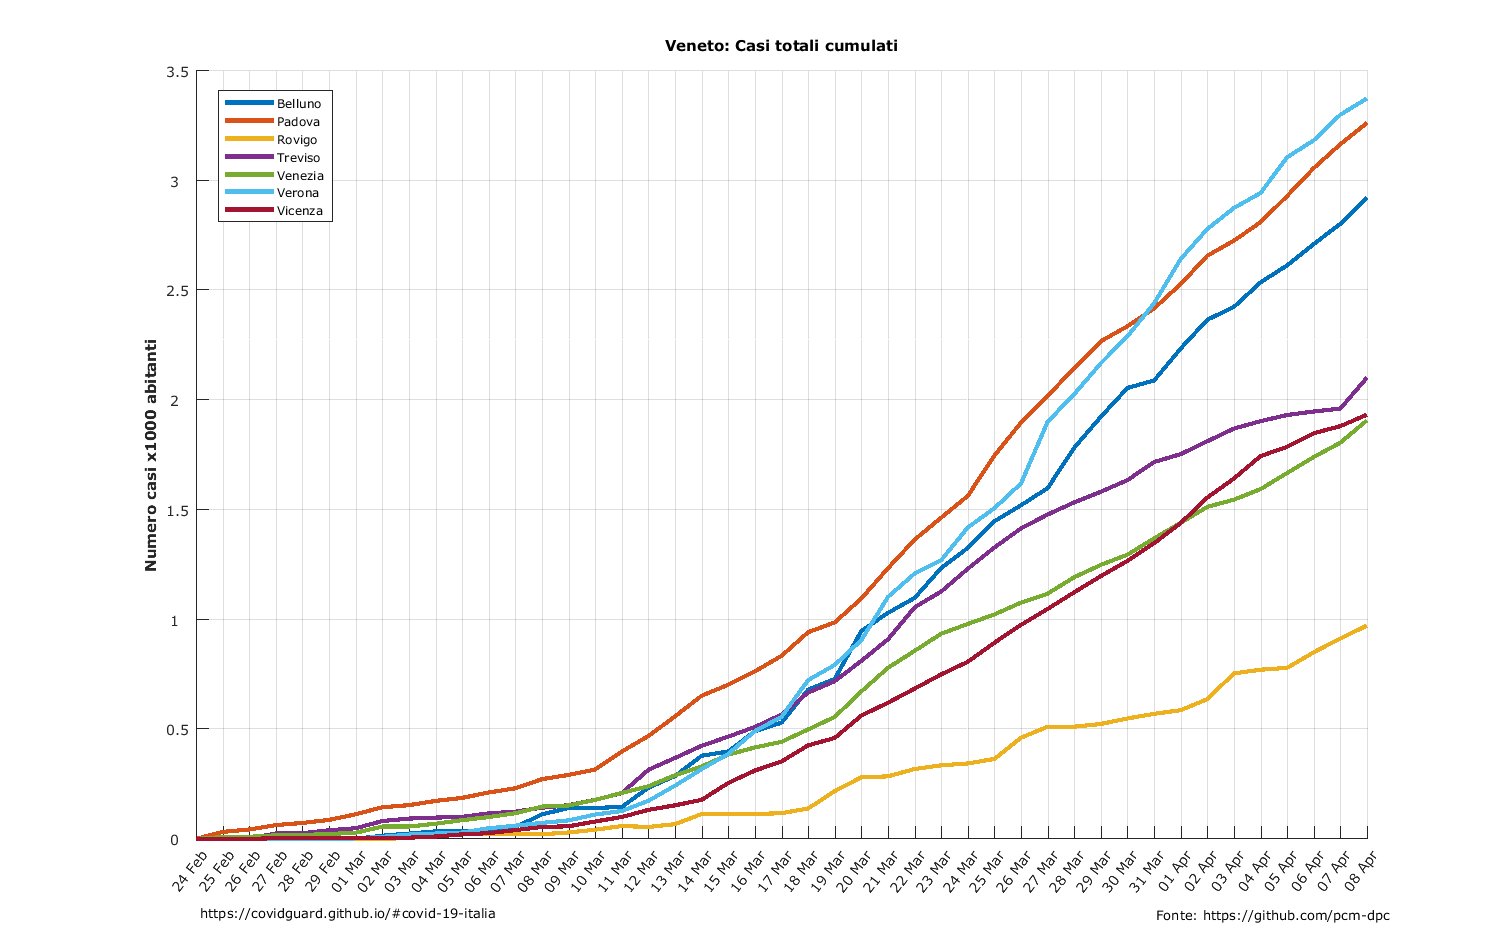 Veneto: Casi totali cumulati
Numero casi x1000 abitanti
3.5
3
2.5
2
1.5
1
0.5
0
Belluno
Padova
Rovigo
Treviso
Venezia
Verona
Vicenza
24 Feb
25 Feb
26 Feb
27 Feb
28 Feb
29 Feb
01 Mar
02 Mar
03 Mar
04 Mar
05 Mar
06 Mar
07 Mar
08 Mar
09 Mar
10 Mar
11 Mar
12 Mar
13 Mar
14 Mar
15 Mar
16 Mar
17 Mar
18 Mar
19 Mar
20 Mar
21 Mar
22 Mar
23 Mar
24 Mar
25 Mar
26 Mar
27 Mar
28 Mar
29 Mar
30 Mar
31 Mar
01 Apr
02 Apr
03 Apr
04 Apr
05 Apr
06 Apr
07 Apr
08 Apr
https://covidguard.github.io/#covid-19-italia
Fonte: https://github.com/pcm-dpc